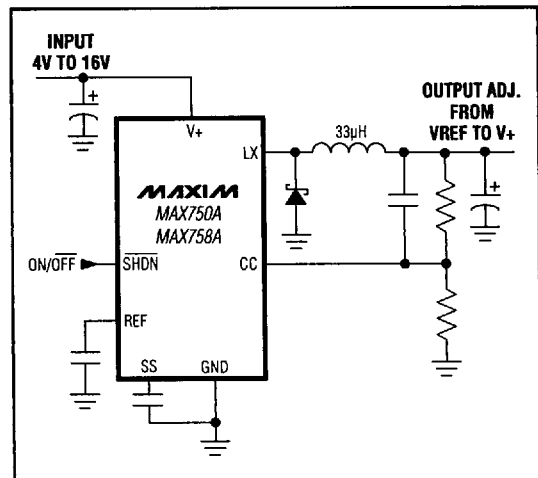 INPUT
4V TO 16V
OUTPUT ADJ.
FROM
VREF TO V+
+
V+
33µH
LX
+
MAXIM
MAX750A
MAX758A
ON/OFF
SHDN
CC
REF
SS GND